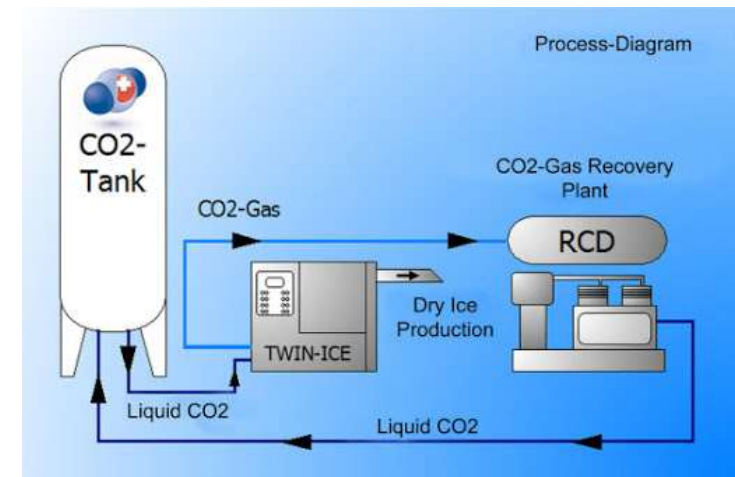 Process-Diagram
CO2-
Tank
CO2-Gas Recovery
Plant
CO2-Gas
RCD
Dry Ice
Production
TWIN-ICE
Liquid CO2
Liquid CO2